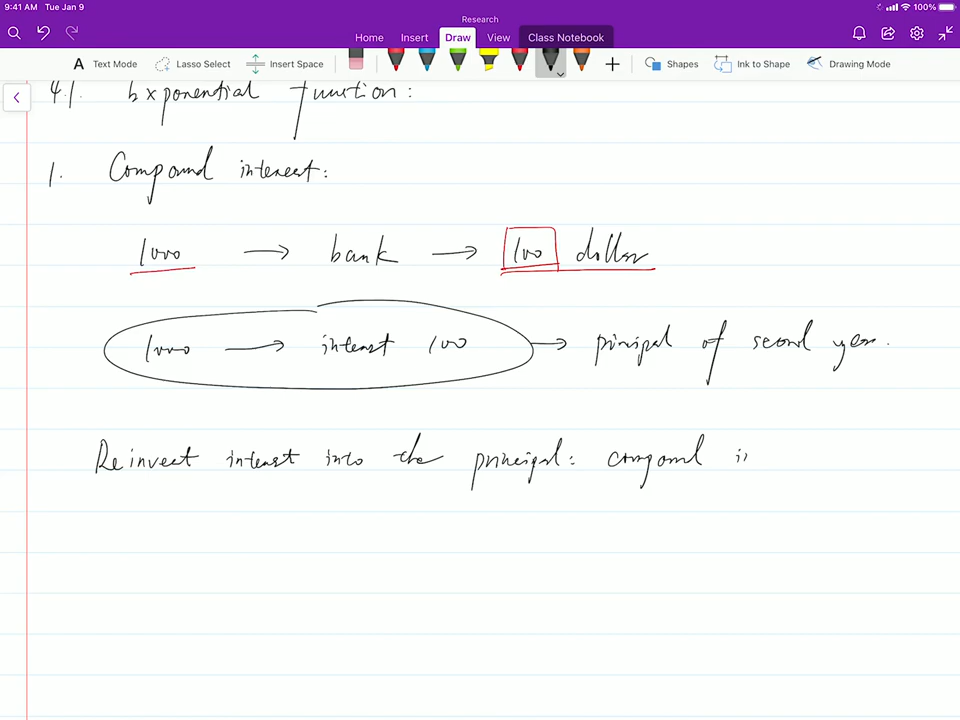 9:41 AM Tue Jan 9
100%
Research
Home Insert Draw View Class Notebook
Text Mode Lasso Select Insert Space Shapes Ink to Shape Drawing Mode
4.1. Exponential function:
1. Compound interest:
1000 → bank → 100 dollar
1000 → interest 100 → principal of second year.
Reinvest interest into the principal: compound in